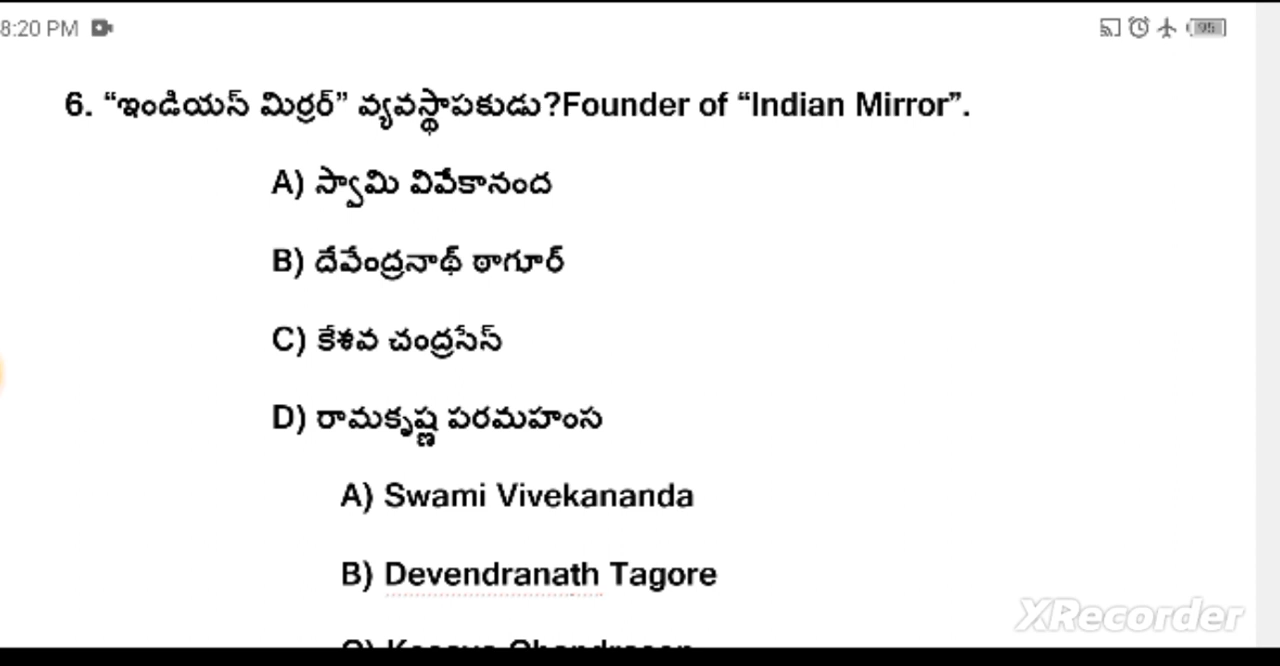 8:20 PM
95
6. “ఇండియన్ మిర్రర్” వ్యవస్థాపకుడు?Founder of “Indian Mirror”.
A) స్వామి వివేకానంద
B) దేవేంద్రనాథ్ ఠాగూర్
C) కేశవ చంద్రసేన్
D) రామకృష్ణ పరమహంస
A) Swami Vivekananda
B) Devendranath Tagore
XRecorder